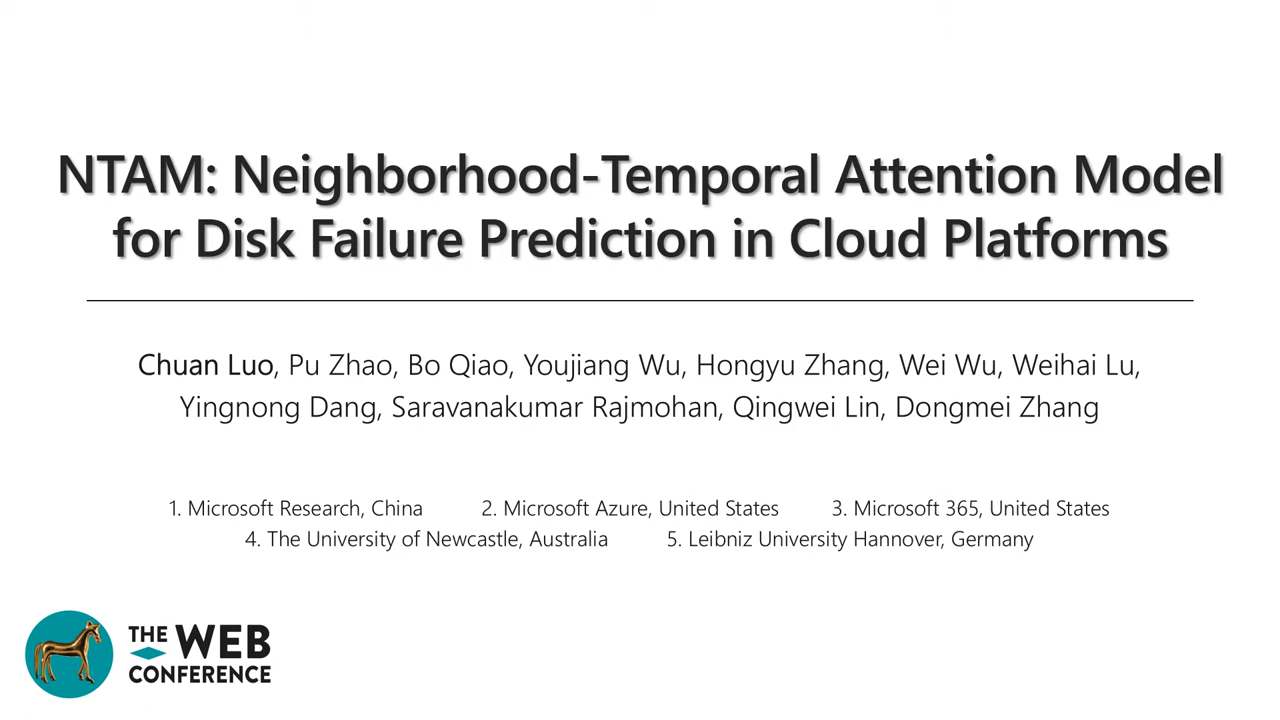 NTAM: Neighborhood-Temporal Attention Model
for Disk Failure Prediction in Cloud Platforms
Chuan Luo, Pu Zhao, Bo Qiao, Youjiang Wu, Hongyu Zhang, Wei Wu, Weihai Lu,
Yingnong Dang, Saravanakumar Rajmohan, Qingwei Lin, Dongmei Zhang
1. Microsoft Research, China 2. Microsoft Azure, United States 3. Microsoft 365, United States
4. The University of Newcastle, Australia 5. Leibniz University Hannover, Germany
THE WEB
CONFERENCE